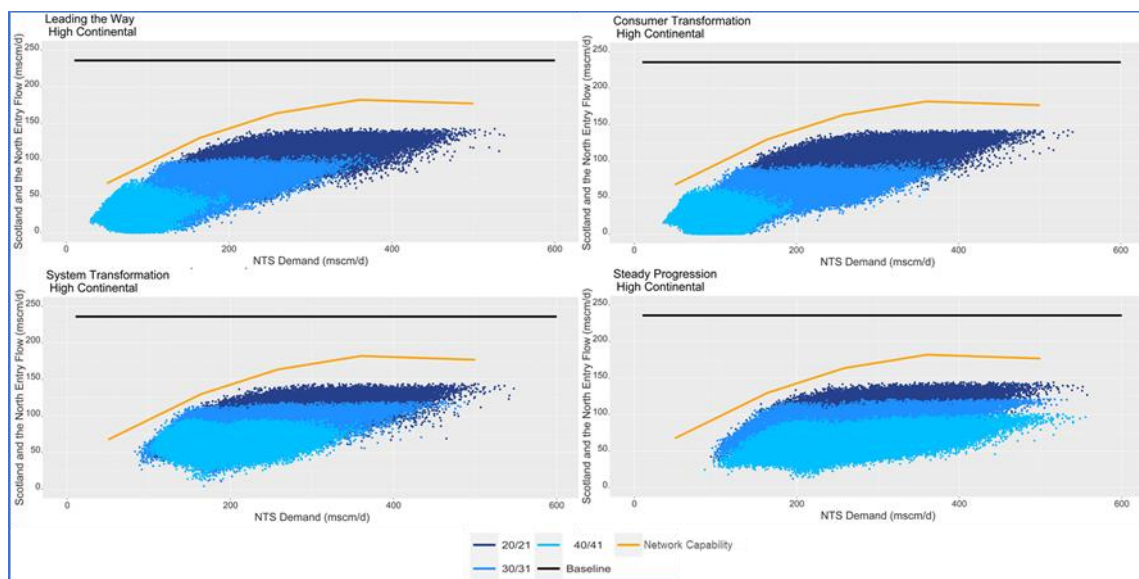 Leading the Way
High Continental
Scotland and the North Entry Flow (mscm/d)
250
200
150
100
50
0
0
200
400
600
NTS Demand (mscm/d)
Consumer Transformation
High Continental
Scotland and the North Entry Flow (mscm/d)
250
200
150
100
50
0
0
200
400
600
NTS Demand (mscm/d)
System Transformation
High Continental
Scotland and the North Entry Flow (mscm/d)
250
200
150
100
50
0
0
200
400
600
NTS Demand (mscm/d)
Steady Progression
High Continental
Scotland and the North Entry Flow (mscm/d)
250
200
150
100
50
0
0
200
400
600
NTS Demand (mscm/d)
20/21
40/41
Network Capability
30/31
Baseline